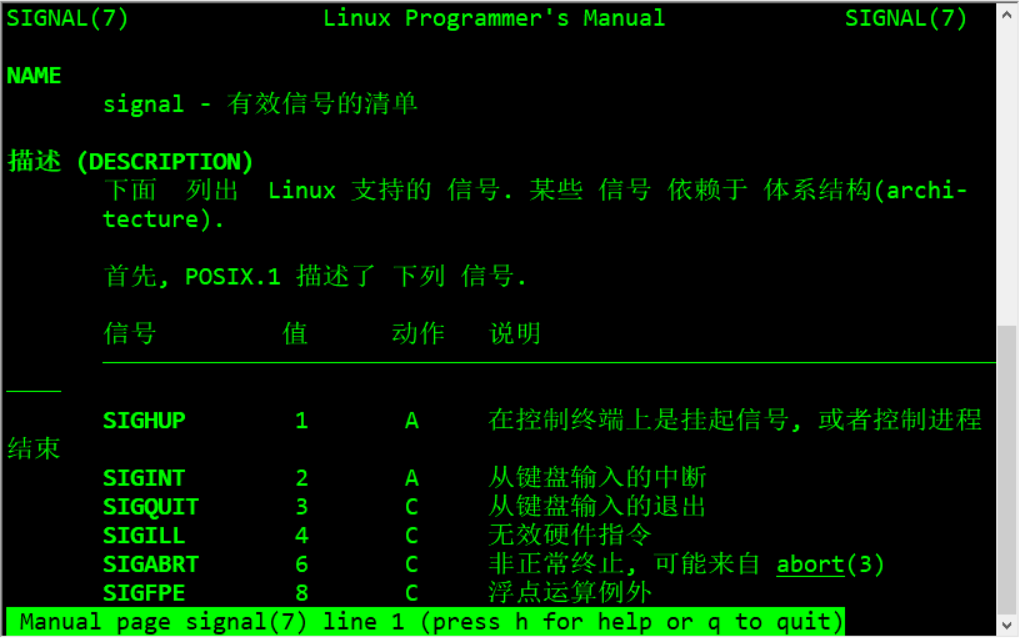 SIGNAL(7) Linux Programmer's Manual SIGNAL(7)
NAME
signal - 有效信号的清单
描述 (DESCRIPTION)
下面 列出 Linux 支持的 信号. 某些 信号 依赖于 体系结构(archi-
tecture).
首先, POSIX.1 描述了 下列 信号.
信号 值 动作 说明
SIGHUP 1 A 在控制终端上是挂起信号, 或者控制进程
结束
SIGINT 2 A 从键盘输入的中断
SIGQUIT 3 C 从键盘输入的退出
SIGILL 4 C 无效硬件指令
SIGABRT 6 C 非正常终止, 可能来自 abort(3)
SIGFPE 8 C 浮点运算例外
Manual page signal(7) line 1 (press h for help or q to quit)